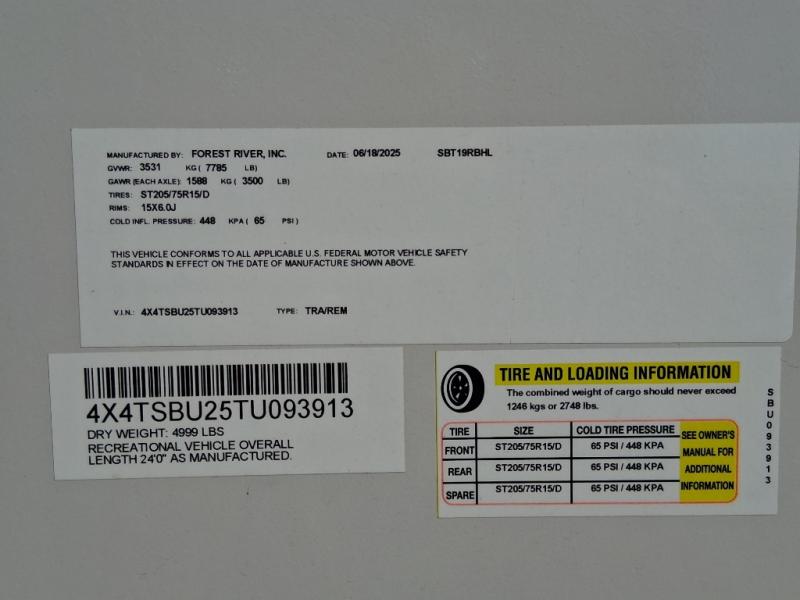 MANUFACTURED BY: FOREST RIVER, INC. DATE: 06/18/2025 SBT19RBHL
GVWR: 3531 KG ( 7785 LB)
GAWR (EACH AXLE): 1588 KG ( 3500 LB)
TIRES: ST205/75R15/D
RIMS: 15X6.0J
COLD INFL. PRESSURE: 448 KPA ( 65 PSI )
THIS VEHICLE CONFORMS TO ALL APPLICABLE U.S. FEDERAL MOTOR VEHICLE SAFETY
STANDARDS IN EFFECT ON THE DATE OF MANUFACTURE SHOWN ABOVE.
V.I.N.: 4X4TSBU25TU093913 TYPE: TRA/REM
4X4TSBU25TU093913
DRY WEIGHT: 4999 LBS
RECREATIONAL VEHICLE OVERALL
LENGTH 24'0" AS MANUFACTURED.
TIRE AND LOADING INFORMATION
The combined weight of cargo should never exceed
1246 kgs or 2748 lbs.
TIRE SIZE COLD TIRE PRESSURE
FRONT ST205/75R15/D 65 PSI / 448 KPA
REAR ST205/75R15/D 65 PSI / 448 KPA
SPARE ST205/75R15/D 65 PSI / 448 KPA
SEE OWNER'S
MANUAL FOR
ADDITIONAL
INFORMATION
SBU093913